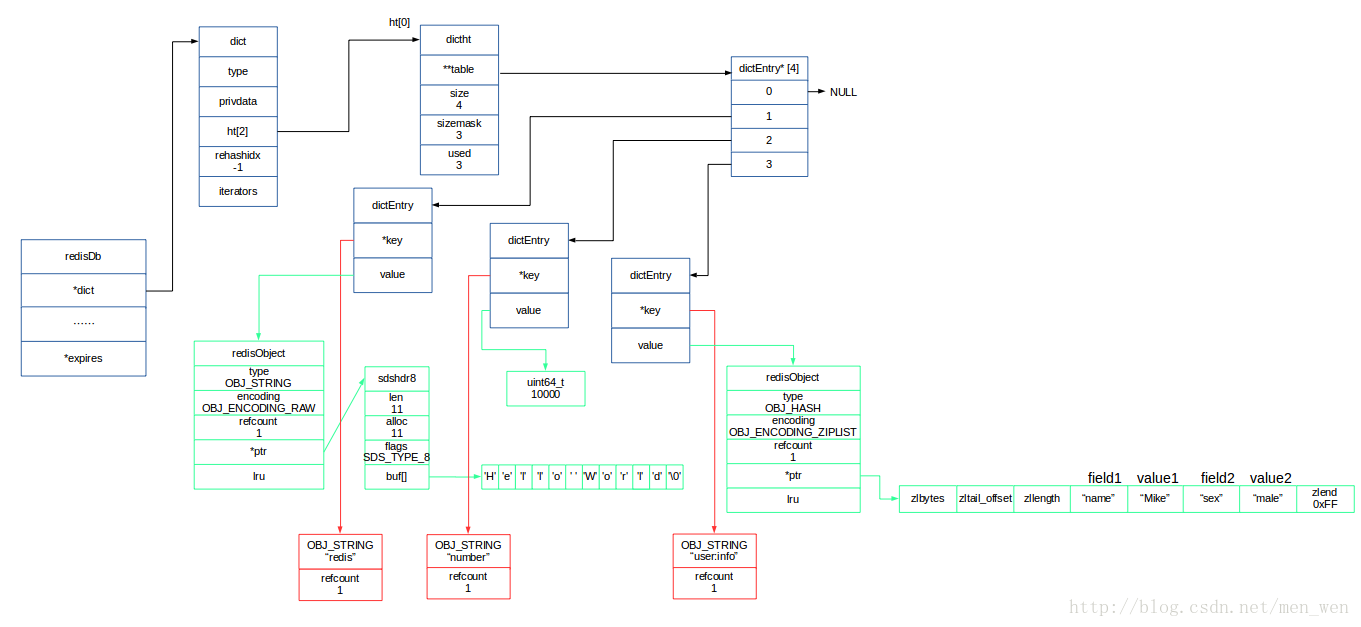 ht[0]
dict
type
privdata
ht[2]
rehashidx
-1
iterators
dictht
**table
size
4
sizemask
3
used
3
dictEntry* [4]
0
1
2
3
NULL
redisDb
*dict
······
*expires
dictEntry
*key
value
dictEntry
*key
value
dictEntry
*key
value
redisObject
type
OBJ_STRING
encoding
OBJ_ENCODING_RAW
refcount
1
*ptr
lru
sdshdr8
len
11
alloc
11
flags
SDS_TYPE_8
buf[]
'H' 'e' 'l' 'l' 'o' ' ' 'W' 'o' 'r' 'l' 'd' '\0'
uint64_t
10000
redisObject
type
OBJ_HASH
encoding
OBJ_ENCODING_ZIPLIST
refcount
1
*ptr
lru
field1 value1 field2 value2
zlbytes zltail_offset zllength “name” “Mike” “sex” “male” zlend
0xFF
OBJ_STRING
“redis”
refcount
1
OBJ_STRING
“number”
refcount
1
OBJ_STRING
“user:info”
refcount
1
http://blog.csdn.net/men_wen